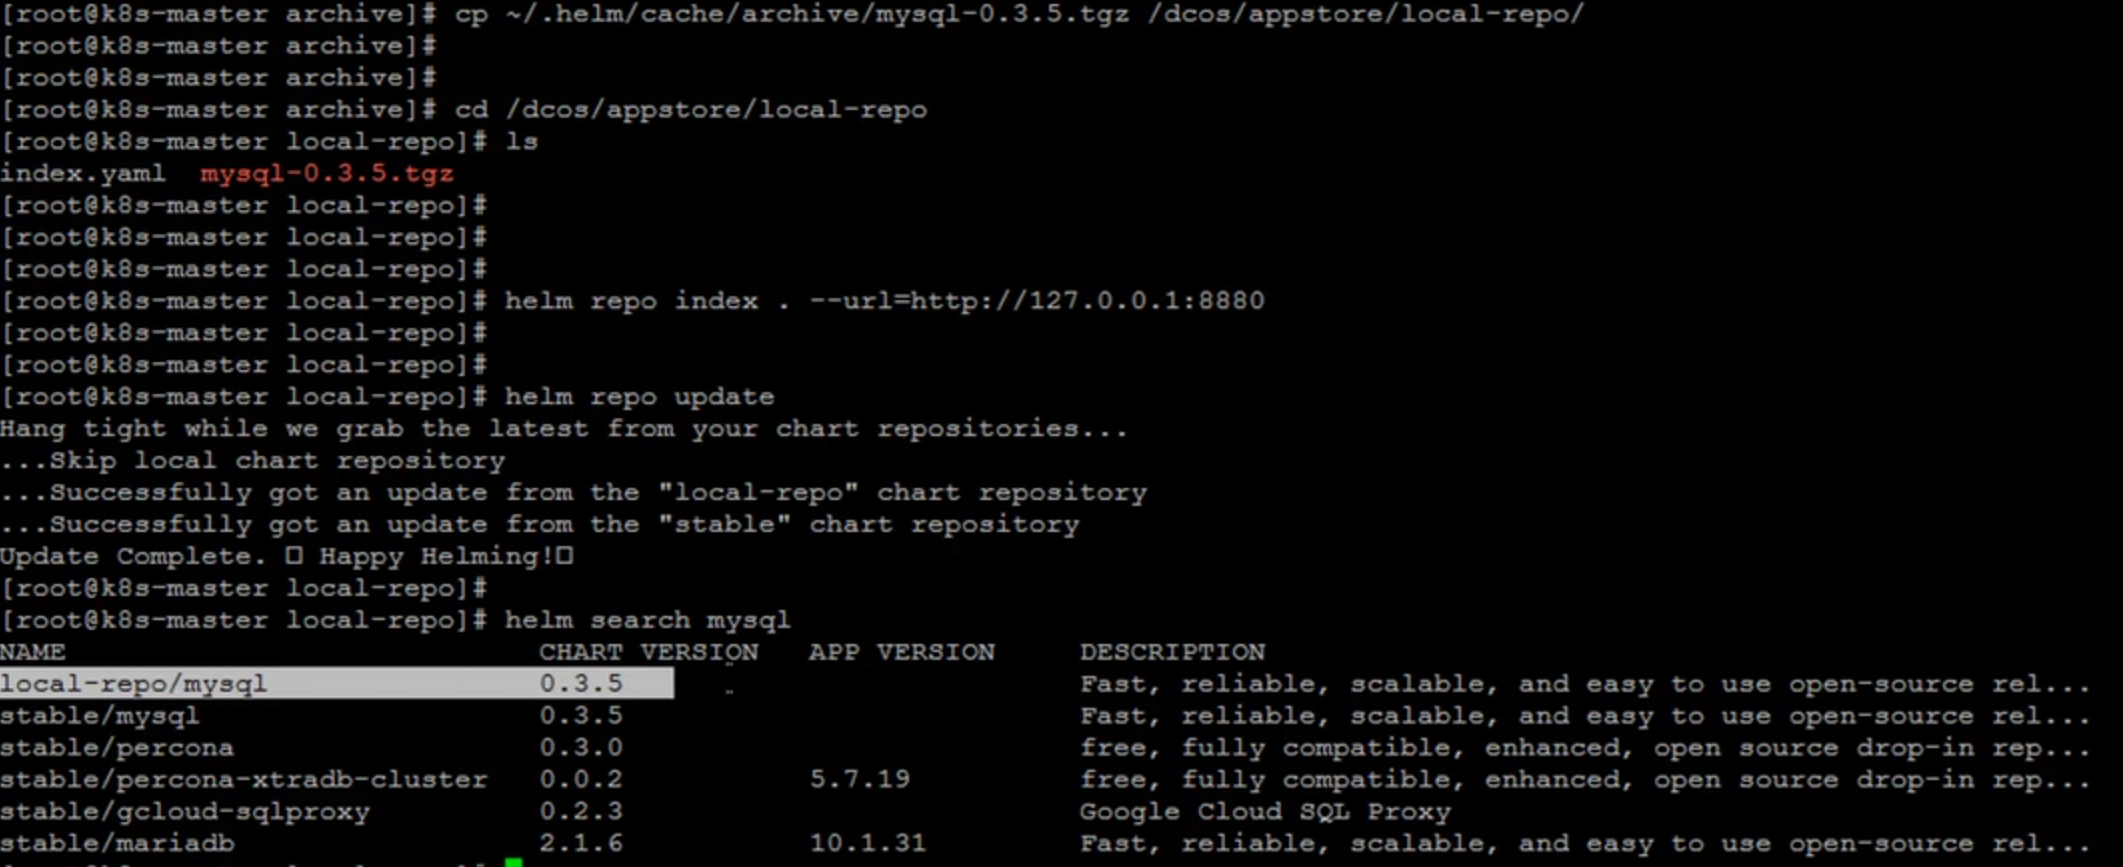 [root@k8s-master archive]# cp ~/.helm/cache/archive/mysql-0.3.5.tgz /dcos/appstore/local-repo/
[root@k8s-master archive]#
[root@k8s-master archive]#
[root@k8s-master archive]# cd /dcos/appstore/local-repo
[root@k8s-master local-repo]# ls
index.yaml  mysql-0.3.5.tgz
[root@k8s-master local-repo]#
[root@k8s-master local-repo]#
[root@k8s-master local-repo]#
[root@k8s-master local-repo]# helm repo index . --url=http://127.0.0.1:8880
[root@k8s-master local-repo]#
[root@k8s-master local-repo]#
[root@k8s-master local-repo]# helm repo update
Hang tight while we grab the latest from your chart repositories...
...Skip local chart repository
...Successfully got an update from the "local-repo" chart repository
...Successfully got an update from the "stable" chart repository
Update Complete. ⎕ Happy Helming!⎕
[root@k8s-master local-repo]#
[root@k8s-master local-repo]# helm search mysql
NAME CHART VERSION APP VERSION DESCRIPTION
local-repo/mysql 0.3.5 Fast, reliable, scalable, and easy to use open-source rel...
stable/mysql 0.3.5 Fast, reliable, scalable, and easy to use open-source rel...
stable/percona 0.3.0 free, fully compatible, enhanced, open source drop-in rep...
stable/percona-xtradb-cluster 0.0.2 5.7.19 free, fully compatible, enhanced, open source drop-in rep...
stable/gcloud-sqlproxy 0.2.3 Google Cloud SQL Proxy
stable/mariadb 2.1.6 10.1.31 Fast, reliable, scalable, and easy to use open-source rel...